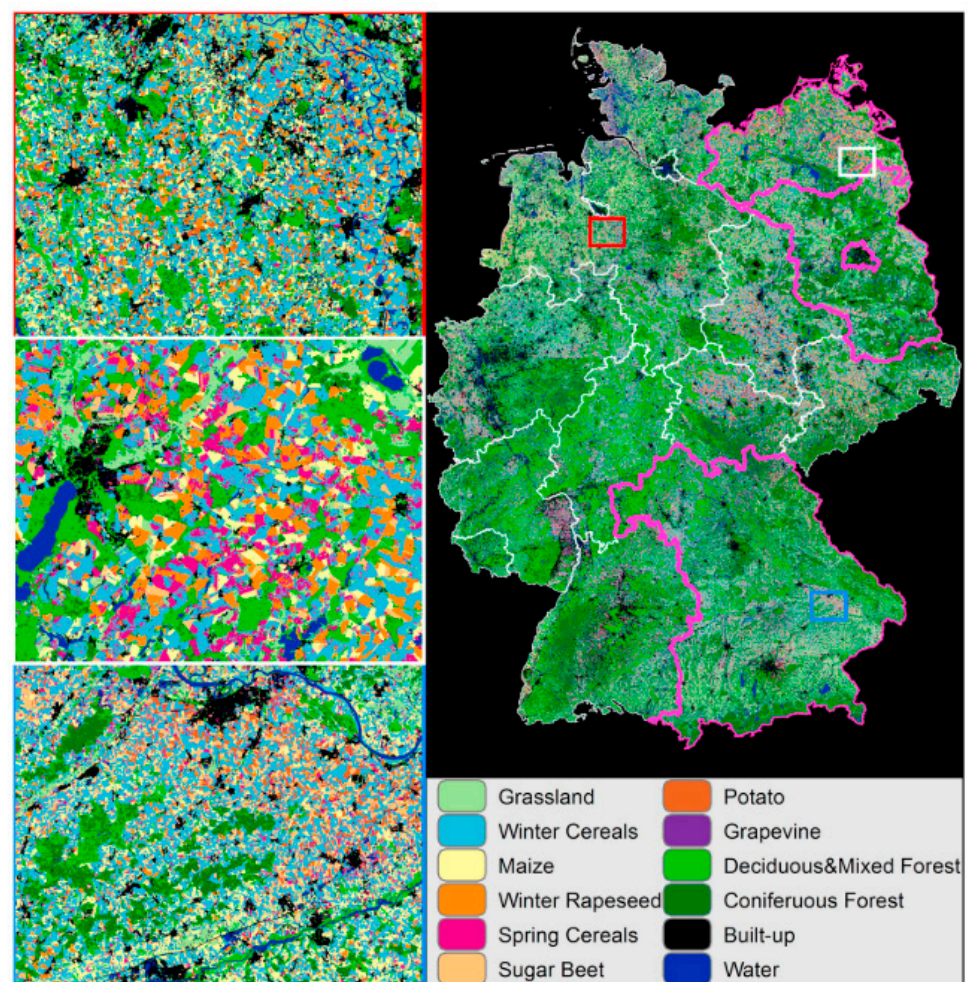 Grassland
Winter Cereals
Maize
Winter Rapeseed
Spring Cereals
Sugar Beet
Potato
Grapevine
Deciduous&Mixed Forest
Coniferuous Forest
Built-up
Water